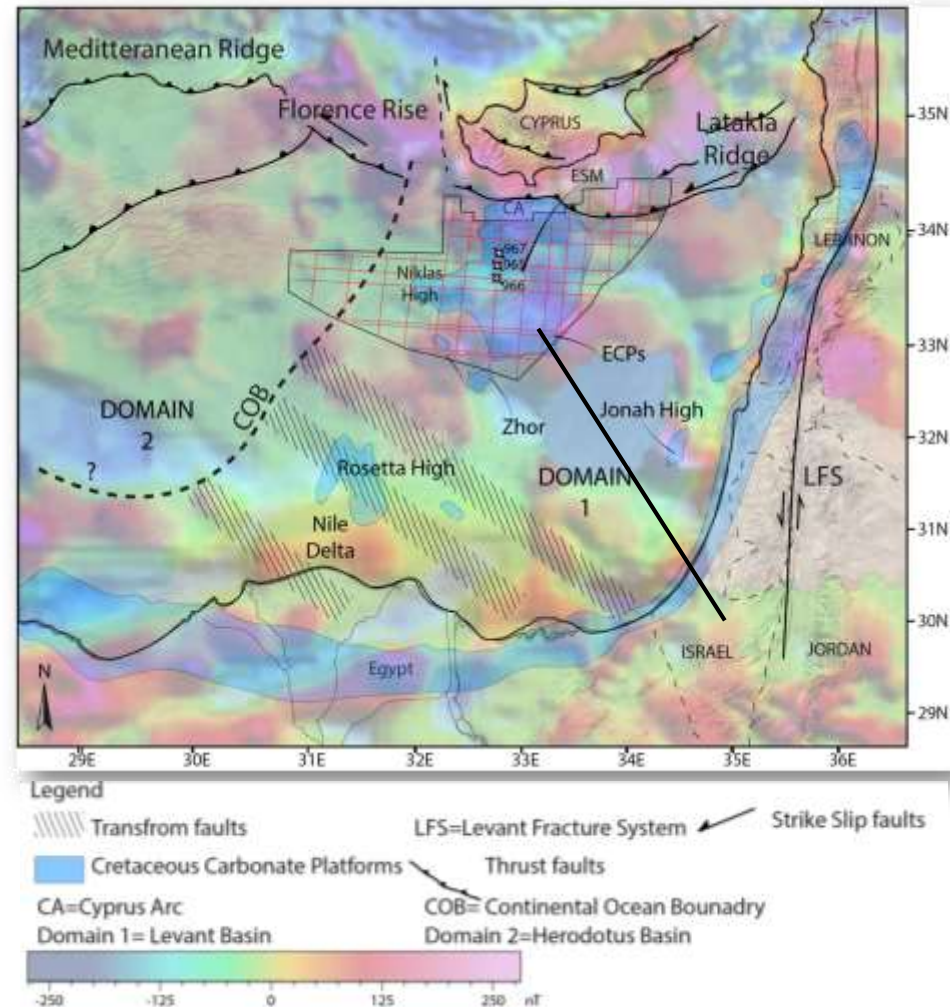 Meditteranean Ridge
Florence Rise
CYPRUS
Latakia
Ridge
ESM
CA
35N
34N
33N
32N
31N
30N
29N
LEBANON
967
966
Niklas
High
ECPs
COB
DOMAIN
2
?
Zhor
Jonah High
Rosetta High
DOMAIN
1
LFS
Nile
Delta
ISRAEL
JORDAN
Egypt
N
29E 30E 31E 32E 33E 34E 35E 36E
Legend
Transfrom faults
LFS=Levant Fracture System
Strike Slip faults
Cretaceous Carbonate Platforms
Thrust faults
CA=Cyprus Arc
COB= Continental Ocean Bounadry
Domain 1= Levant Basin
Domain 2=Herodotus Basin
-250 -125 0 125 250 nT